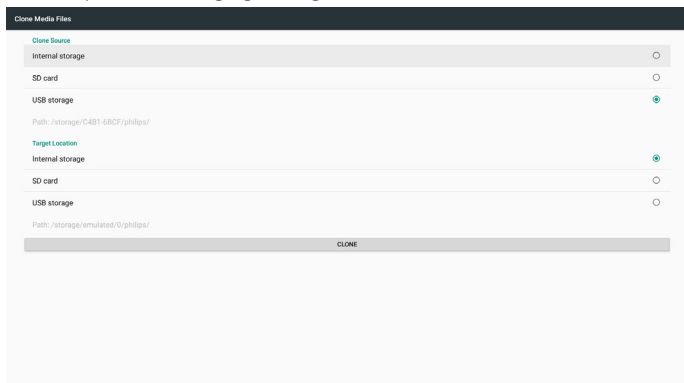 Clone Media Files
Clone Source
Internal storage
SD card
USB storage
Path: /storage/C4B1-6BCF/philips/
Target Location
Internal storage
SD card
USB storage
Path: /storage/emulated/0/philips/
CLONE